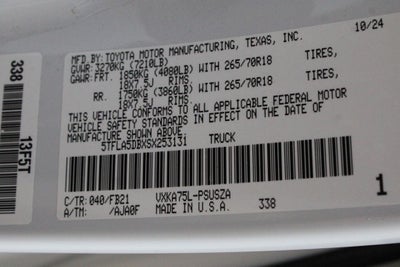 10/24
MFD. BY: TOYOTA MOTOR MANUFACTURING, TEXAS, INC.
GVWR: 3270KG (7210LB)
GAWR: FRT. 1850KG (4080LB) WITH 265/70R18 TIRES,
18X7.5J RIMS,
RR. 1750KG (3860LB) WITH 265/70R18 TIRES,
18X7.5J RIMS,
THIS VEHICLE CONFORMS TO ALL APPLICABLE FEDERAL MOTOR
VEHICLE SAFETY STANDARDS IN EFFECT ON THE DATE OF
MANUFACTURE SHOWN ABOVE.
5TFLA5DBXSX253131 TRUCK
C/TR: 040/FB21 VXKA75L-PSUSZA
A/TM: /AJA0F MADE IN U.S.A. 338
1
338
13F5T